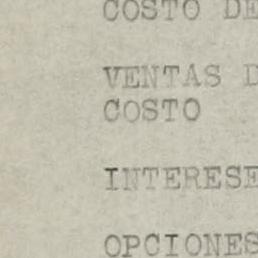 COSTO DE
VENTAS D
COSTO
INTERESE
OPCIONES